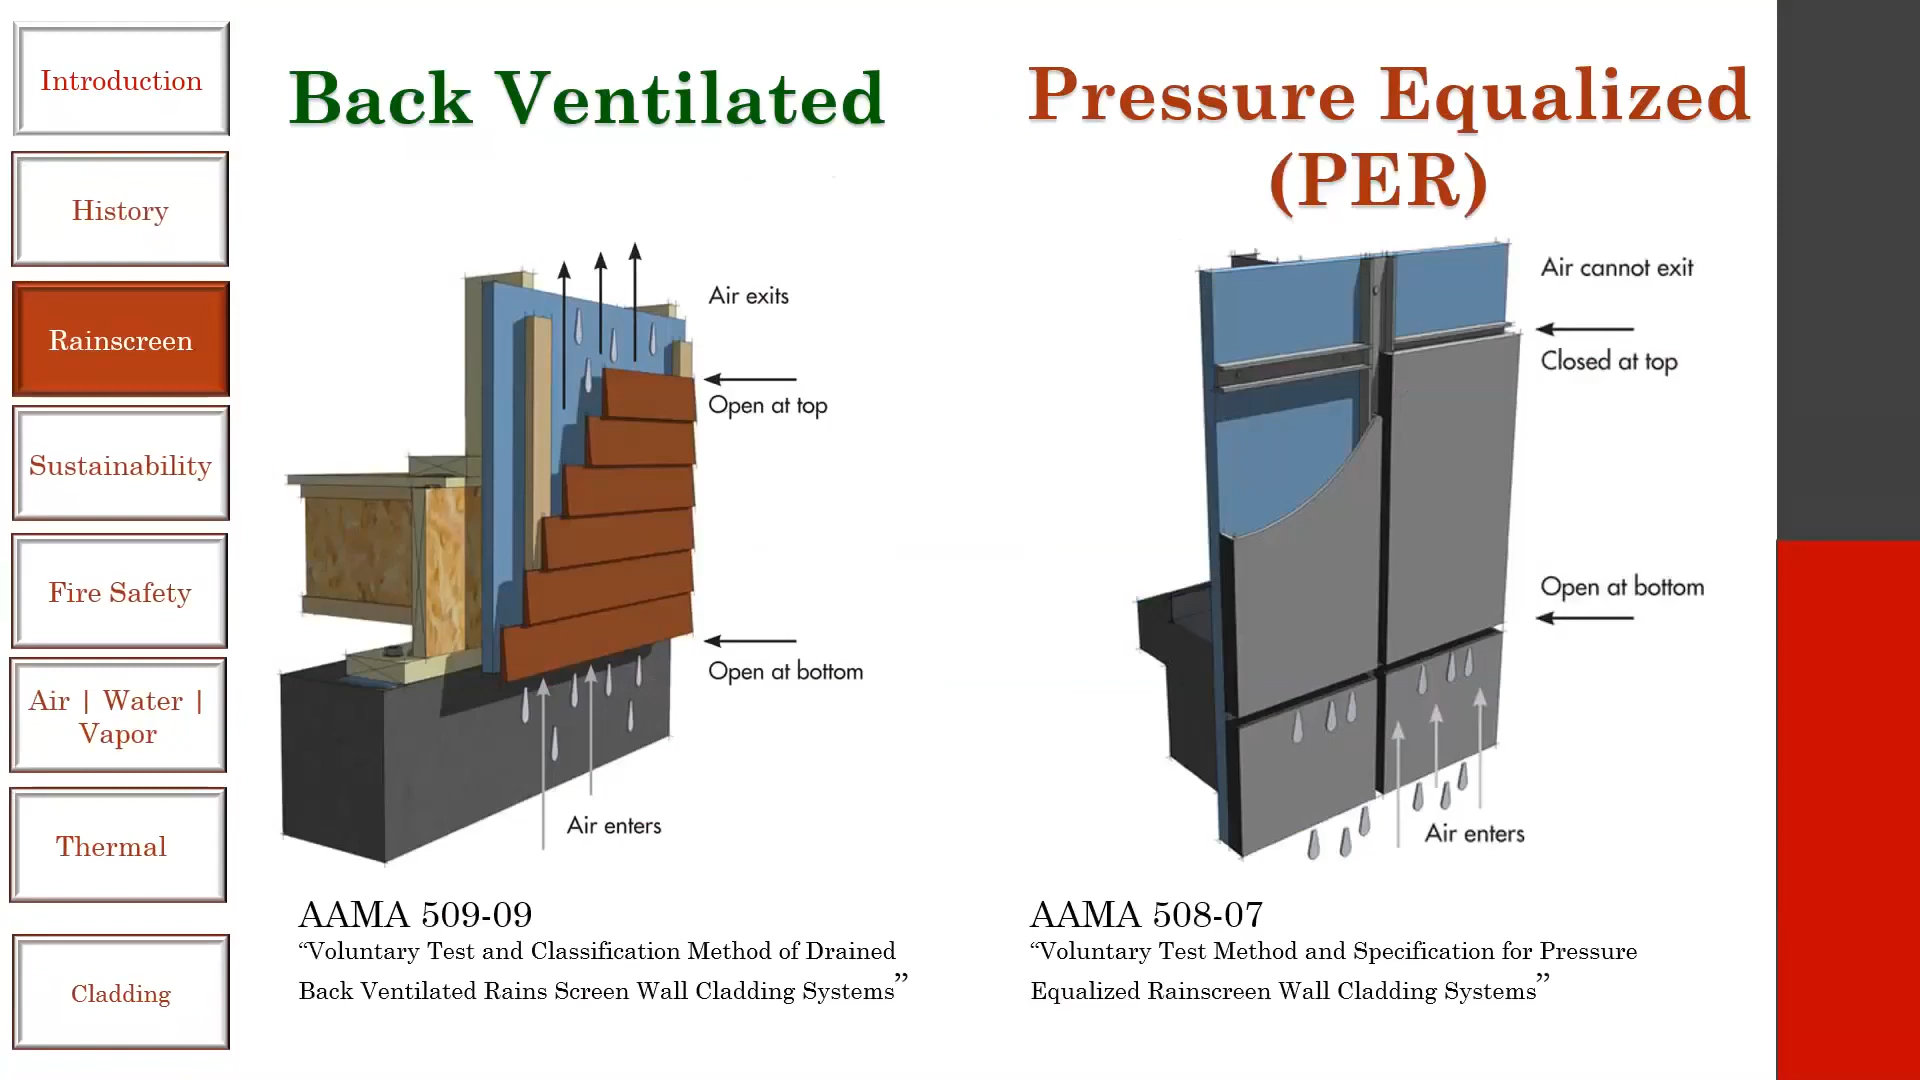 Introduction
History
Rainscreen
Sustainability
Fire Safety
Air | Water |
Vapor
Thermal
Cladding
Back Ventilated
Air exits
Open at top
Open at bottom
Air enters
AAMA 509-09
“Voluntary Test and Classification Method of Drained
Back Ventilated Rains Screen Wall Cladding Systems”
Pressure Equalized
(PER)
Air cannot exit
Closed at top
Open at bottom
Air enters
AAMA 508-07
“Voluntary Test Method and Specification for Pressure
Equalized Rainscreen Wall Cladding Systems”